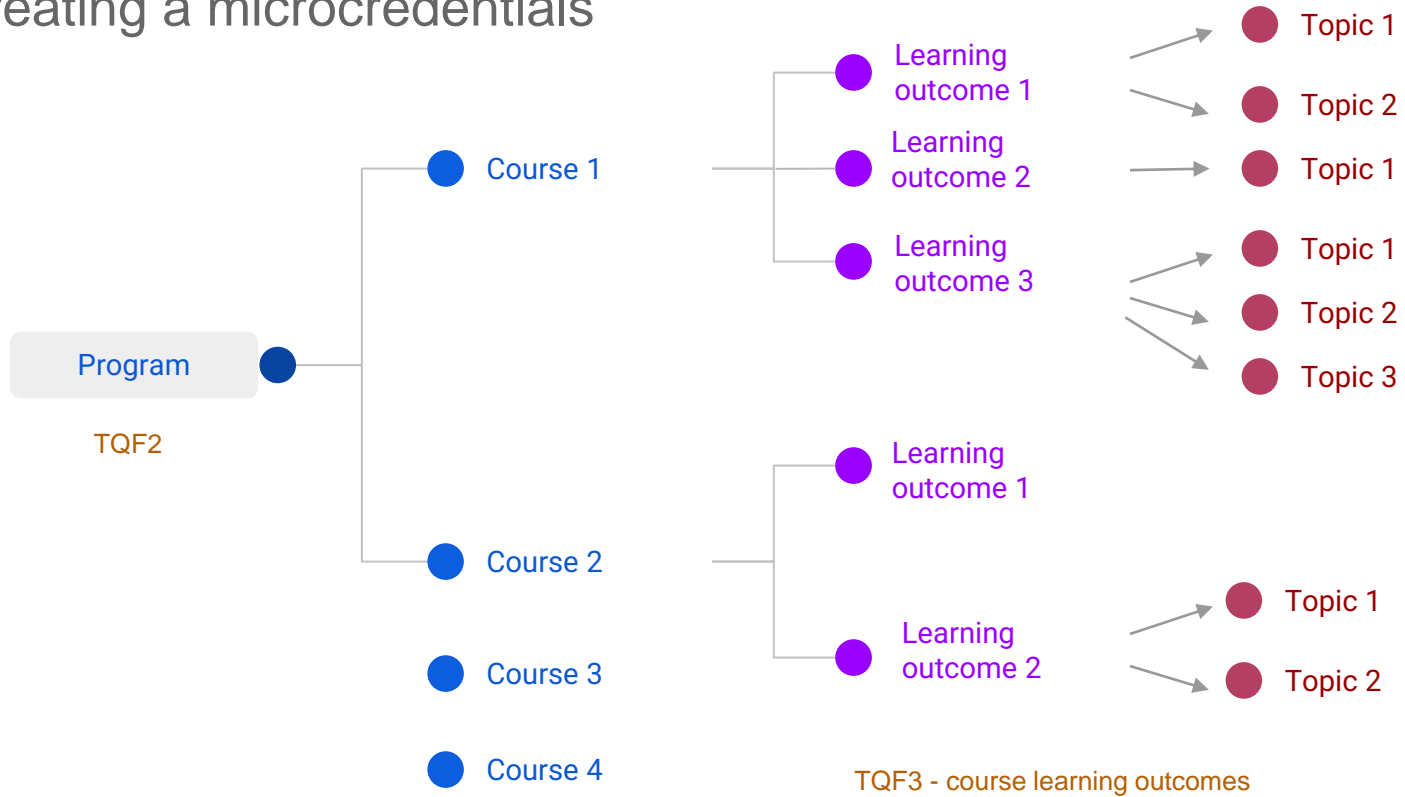 reating a microcredentials
Topic 1
Learning
outcome 1
Topic 2
Learning
outcome 2
Course 1
Topic 1
Learning
outcome 3
Topic 1
Topic 2
Topic 3
Program
TQF2
Learning
outcome 1
Course 2
Topic 1
Learning
outcome 2
Topic 2
Course 3
Course 4
TQF3 - course learning outcomes